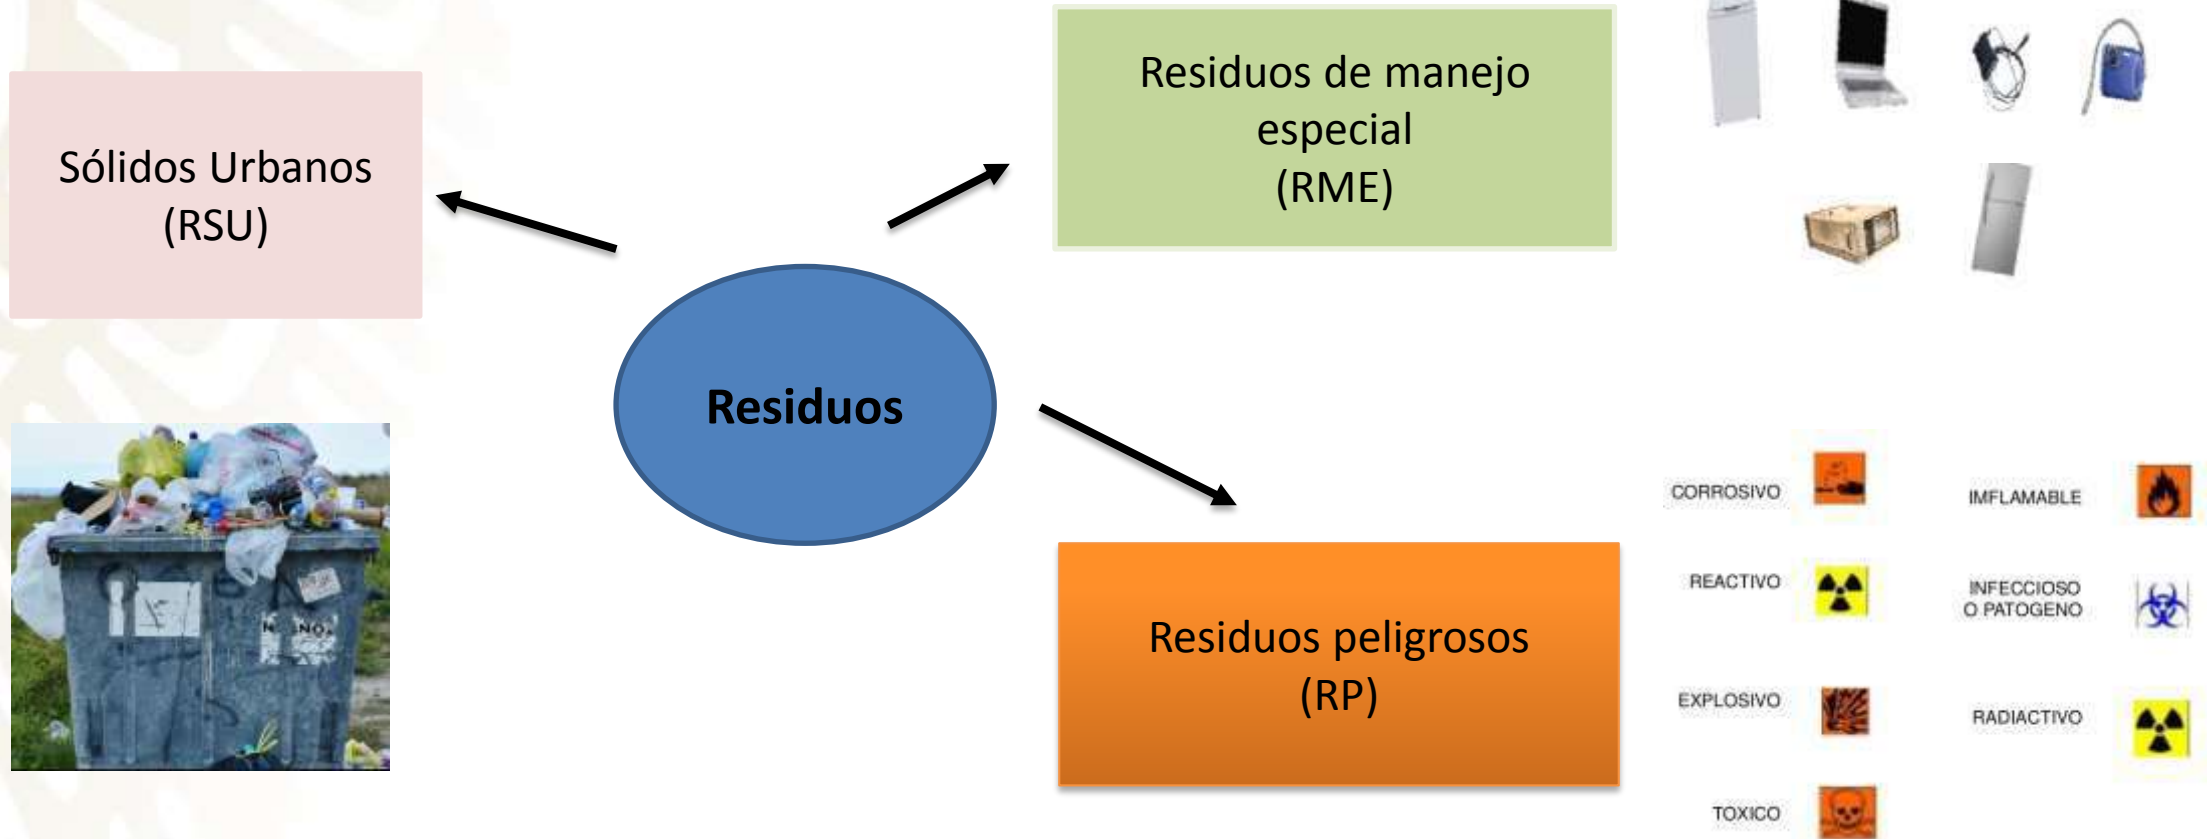 Sólidos Urbanos
(RSU)
Residuos de manejo
especial
(RME)
Residuos
Residuos peligrosos
(RP)
CORROSIVO
IMFLAMABLE
REACTIVO
INFECCIOSO
O PATOGENO
EXPLOSIVO
RADIACTIVO
TOXICO